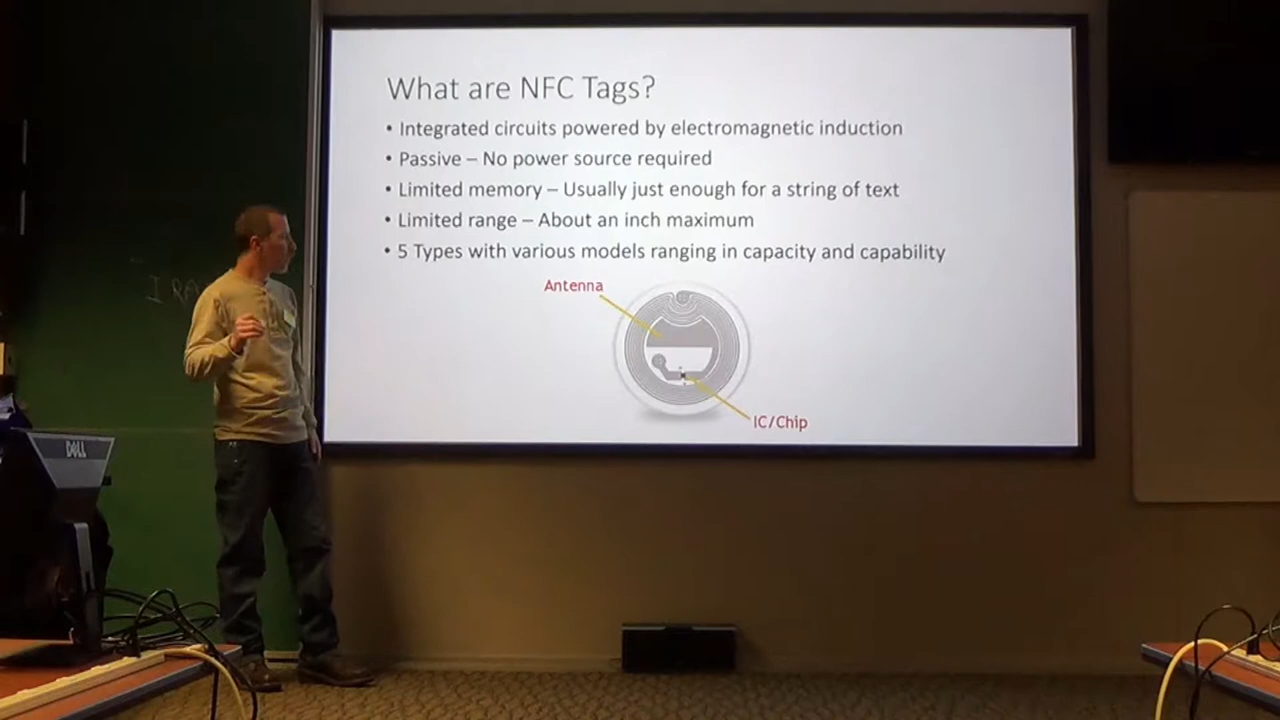 What are NFC Tags?
• Integrated circuits powered by electromagnetic induction
• Passive – No power source required
• Limited memory – Usually just enough for a string of text
• Limited range – About an inch maximum
• 5 Types with various models ranging in capacity and capability
Antenna
IC/Chip
I RA
DELL